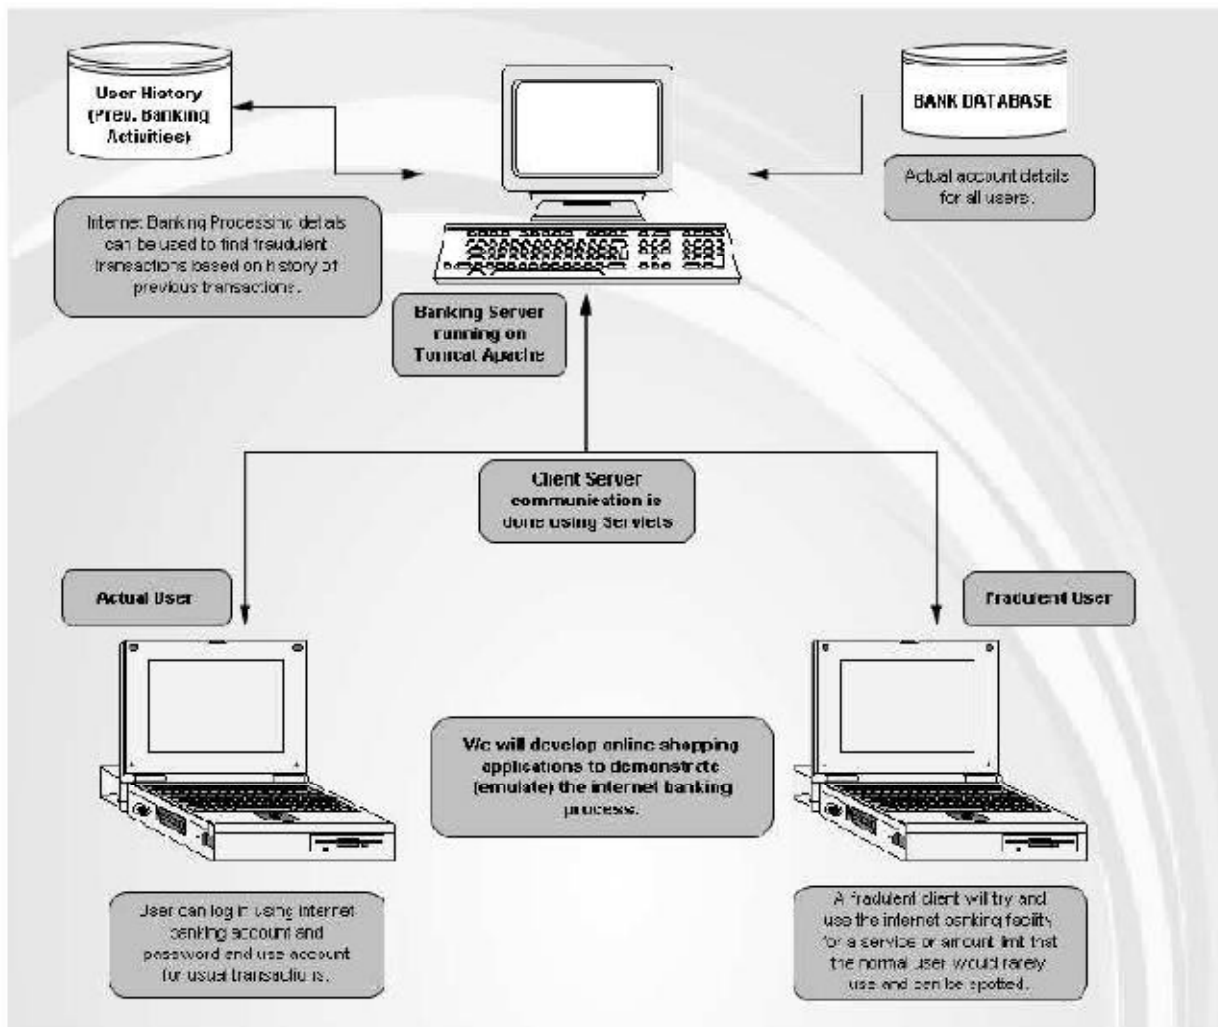 User History
(Prev. Banking
Activities)
BANK DATABASE
Actual account details
for all users.
Internet Banking Processing details
can be used to find fraudulent
transactions based on history of
previous transactions.
Banking Server
running on
Tomcat Apache
Client Server
communication is
done using Servlets
Actual User
Fradulent User
We will develop online shopping
applications to demonstrate
(emulate) the internet banking
process.
User can log in using internet
banking account and
password and use account
for usual transactions.
A fradulent client will try and
use the internet banking facility
for a service or amount limit that
the normal user would rarely
use and can be spotted.